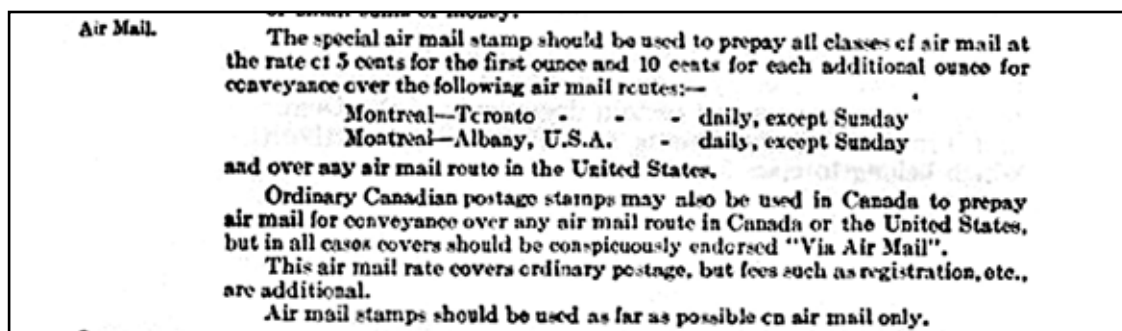 Air Mail.
The special air mail stamp should be used to prepay all classes of air mail at
the rate of 5 cents for the first ounce and 10 cents for each additional ounce for
conveyance over the following air mail routes:—
Montreal—Toronto - - - daily, except Sunday
Montreal—Albany, U.S.A. - daily, except Sunday
and over any air mail route in the United States.
Ordinary Canadian postage stamps may also be used in Canada to prepay
air mail for conveyance over any air mail route in Canada or the United States,
but in all cases covers should be conspicuously endorsed "Via Air Mail".
This air mail rate covers ordinary postage, but fees such as registration, etc.,
are additional.
Air mail stamps should be used as far as possible on air mail only.